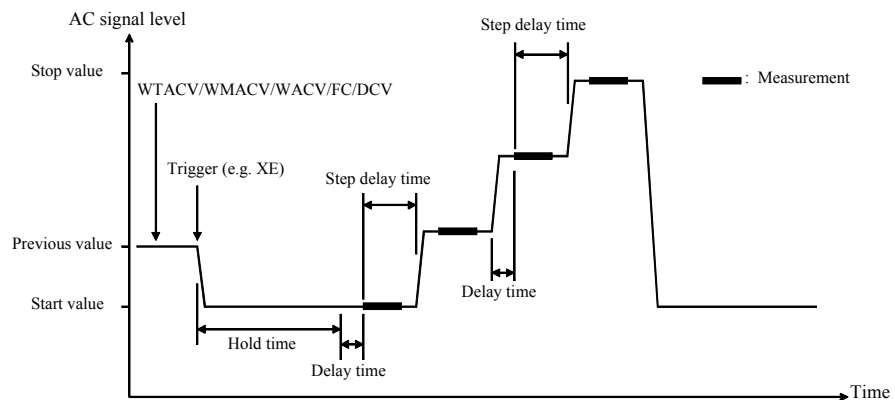 AC signal level
Stop value
WTACV/WMACV/WACV/FC/DCV
Step delay time
: Measurement
Trigger (e.g. XE)
Step delay time
Previous value
Start value
Hold time
Delay time
Delay time
Time